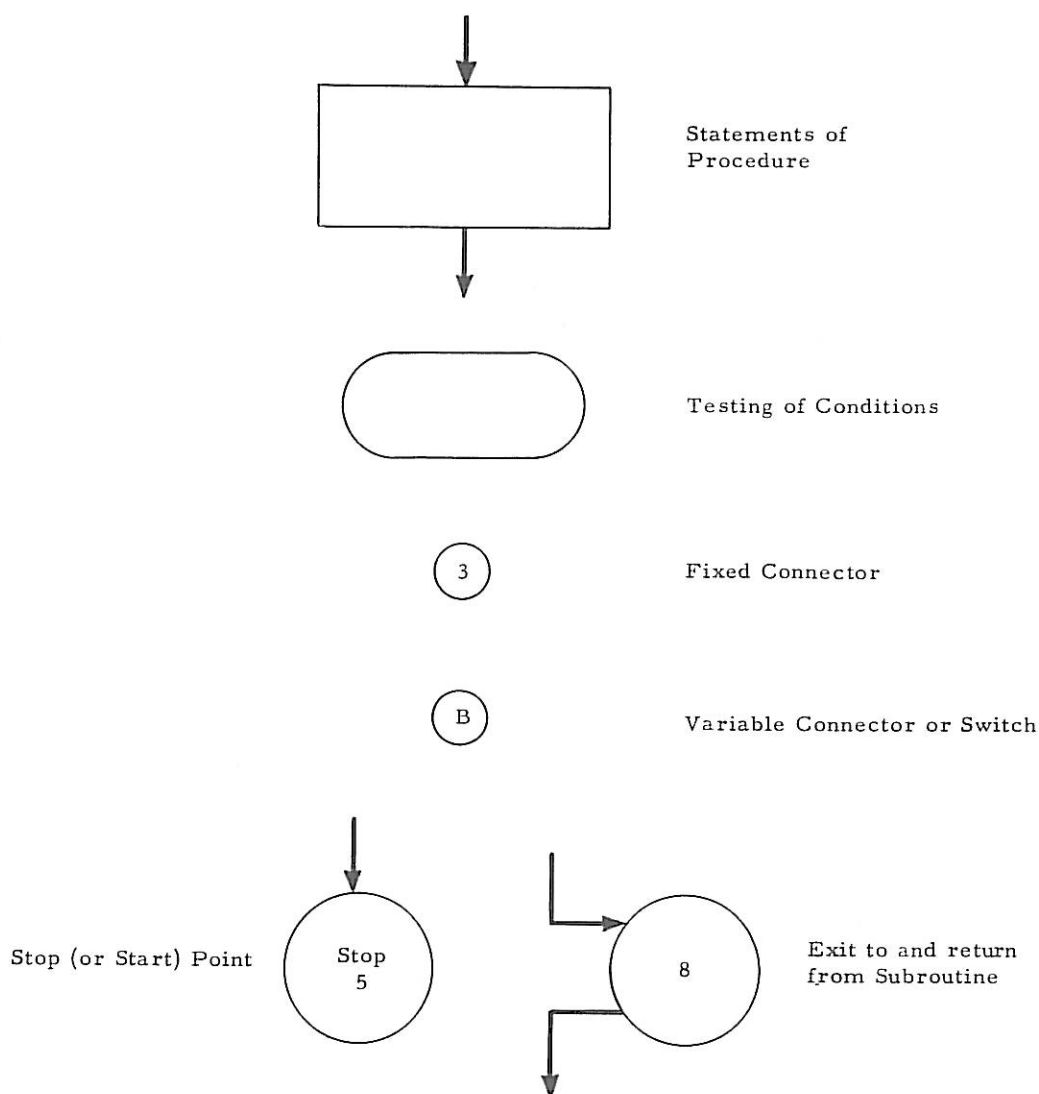 Statements of
Procedure
Testing of Conditions
3
Fixed Connector
B
Variable Connector or Switch
Stop (or Start) Point
Stop
5
8
Exit to and return
from Subroutine